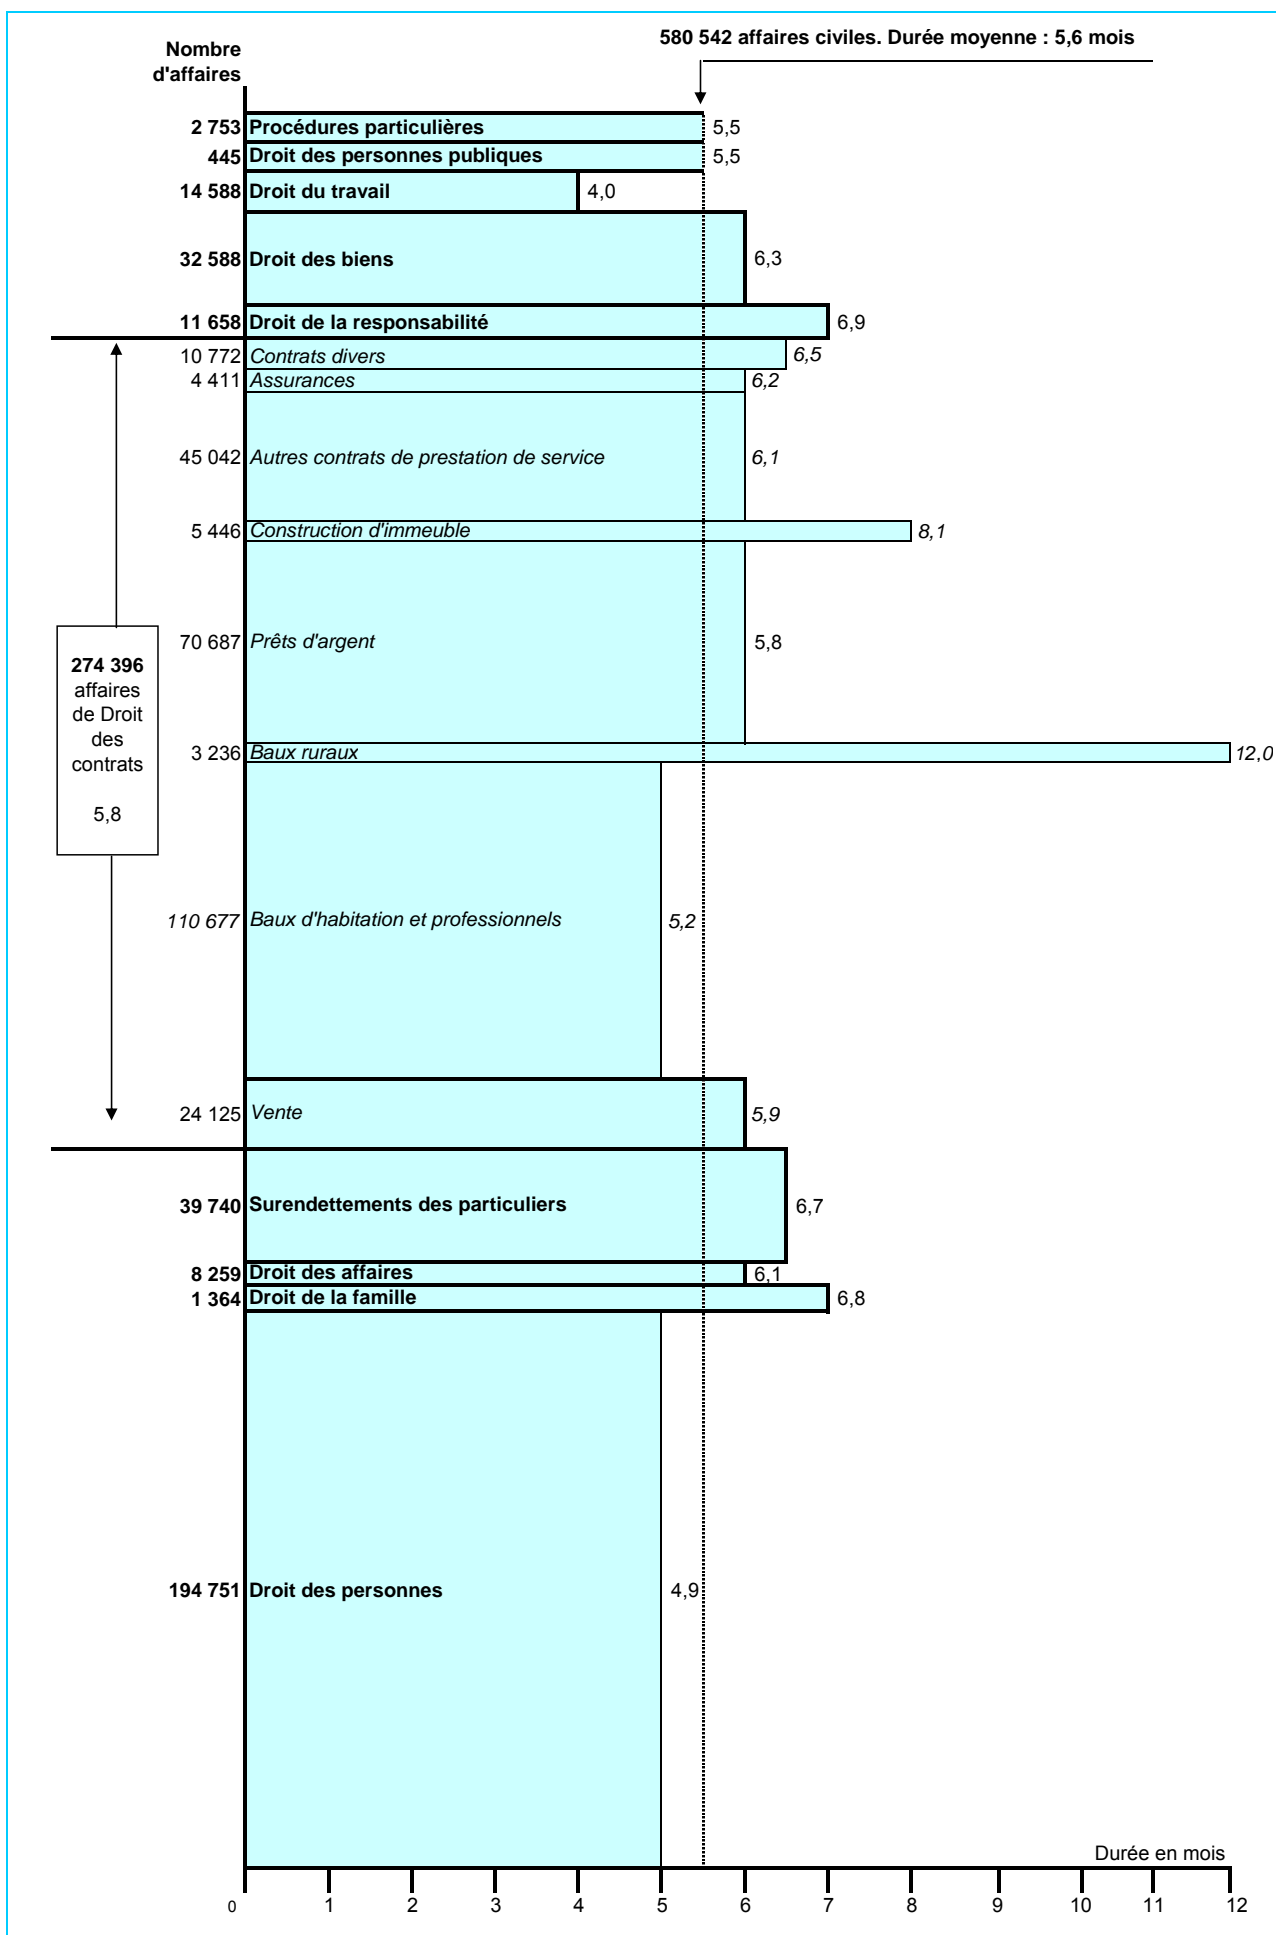 580 542 affaires civiles. Durée moyenne : 5,6 mois
Nombre
d'affaires
2 753 Procédures particulières 5,5
445 Droit des personnes publiques 5,5
14 588 Droit du travail 4,0
32 588 Droit des biens 6,3
11 658 Droit de la responsabilité 6,9
10 772 Contrats divers 6,5
4 411 Assurances 6,2
45 042 Autres contrats de prestation de service 6,1
5 446 Construction d'immeuble 8,1
70 687 Prêts d'argent 5,8
274 396
affaires
de Droit
des
contrats
5,8
3 236 Baux ruraux 12,0
110 677 Baux d'habitation et professionnels 5,2
24 125 Vente 5,9
39 740 Surendettements des particuliers 6,7
8 259 Droit des affaires 6,1
1 364 Droit de la famille 6,8
194 751 Droit des personnes 4,9
Durée en mois
0 1 2 3 4 5 6 7 8 9 10 11 12